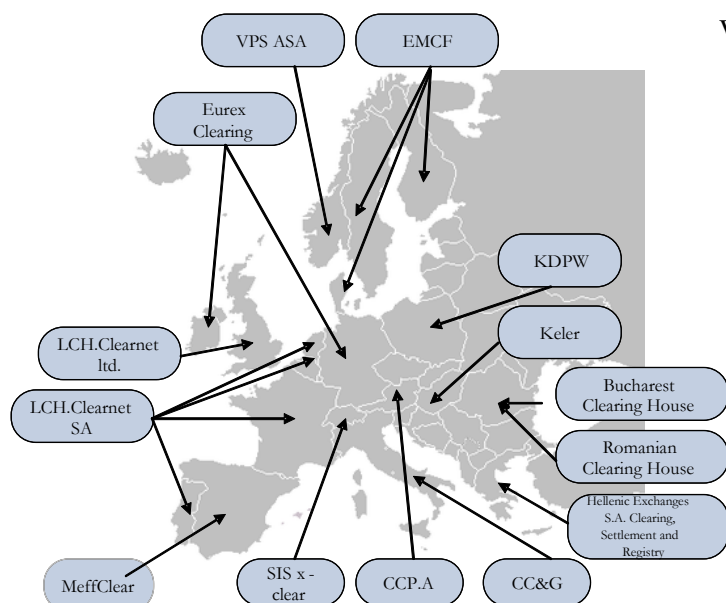 VPS ASA
EMCF
Eurex
Clearing
KDPW
Keler
LCH.Clearnet
ltd.
LCH.Clearnet
SA
Bucharest
Clearing House
Romanian
Clearing House
Hellenic Exchanges
S.A. Clearing,
Settlement and
Registry
MeffClear
SIS x -
clear
CCP.A
CC&G